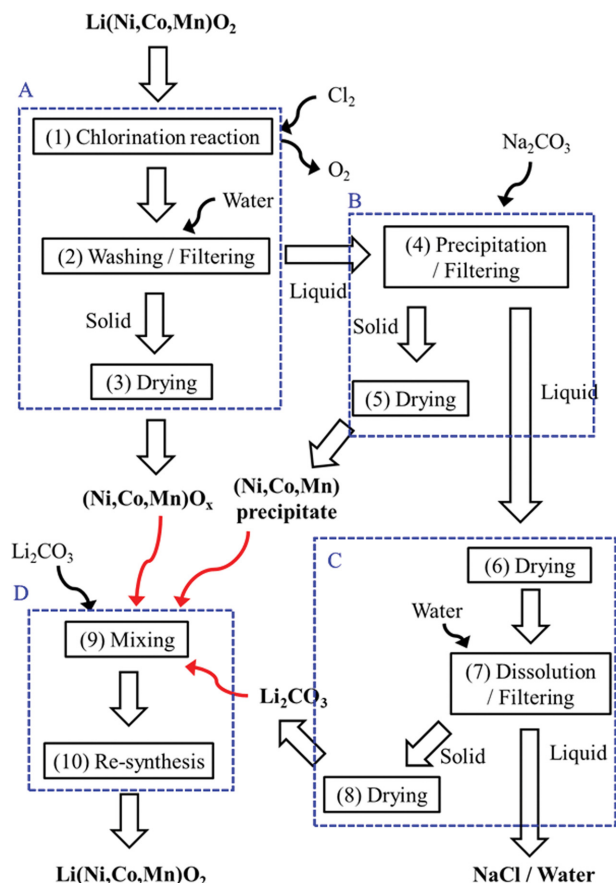 Li(Ni,Co,Mn)O₂
A
Cl₂
(1) Chlorination reaction
O₂
Na₂CO₃
Water
B
(2) Washing / Filtering
(4) Precipitation
/ Filtering
Liquid
Solid
Solid
(3) Drying
(5) Drying
Liquid
(Ni,Co,Mn)Oₓ
(Ni,Co,Mn)
precipitate
Li₂CO₃
C
(6) Drying
D
Water
(9) Mixing
(7) Dissolution
/ Filtering
Li₂CO₃
Solid
Liquid
(10) Re-synthesis
(8) Drying
Li(Ni,Co,Mn)O₂
NaCl / Water